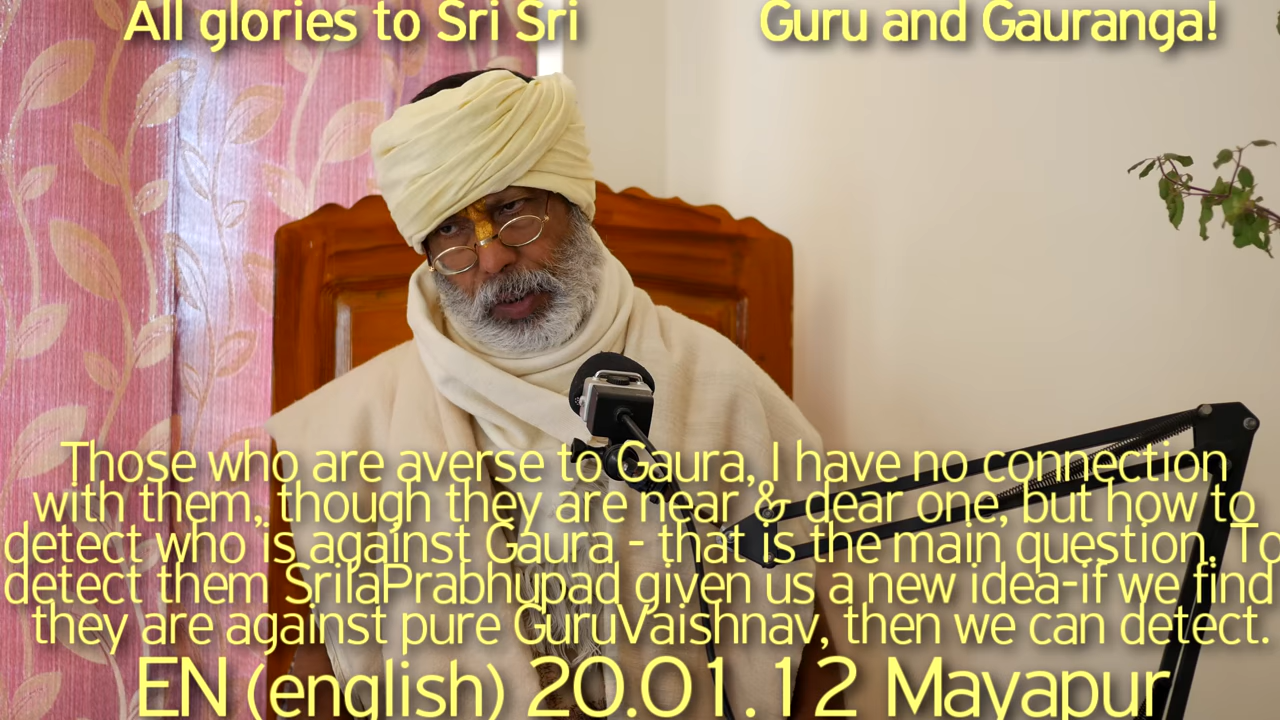 All glories to Sri Sri Guru and Gauranga!
Those who are averse to Gaura, I have no connection
with them, though they are near & dear one, but how to
detect who is against Gaura - that is the main question. To
detect them SrilaPrabhupad given us a new idea-if we find
they are against pure GuruVaishnav, then we can detect.
EN (english) 20.01.12 Mayapur